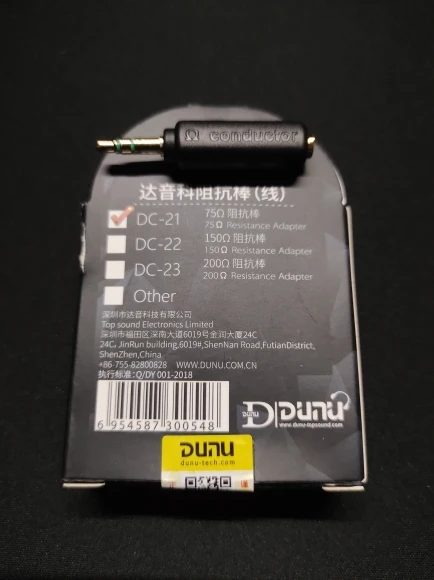 Ω conductor
达音科阻抗棒(线)
DC-21 75Ω 阻抗棒
75Ω Resistance Adapter
DC-22 150Ω 阻抗棒
150Ω Resistance Adapter
DC-23 200Ω 阻抗棒
200Ω Resistance Adapter
Other
深圳市达音科技有限公司
Top sound Electronics Limited
深圳市福田区深南大道6019号金润大厦24C
24C, JinRun building,6019#,ShenNan Road,FutianDistrict,
ShenZhen,China
+86-755-82800828 WWW.DUNU.COM.CN
执行标准: Q/DY 001-2018
6 954587 300548
D DUNU
www.dunu-topsound.com
DUNU
dunu-tech.com